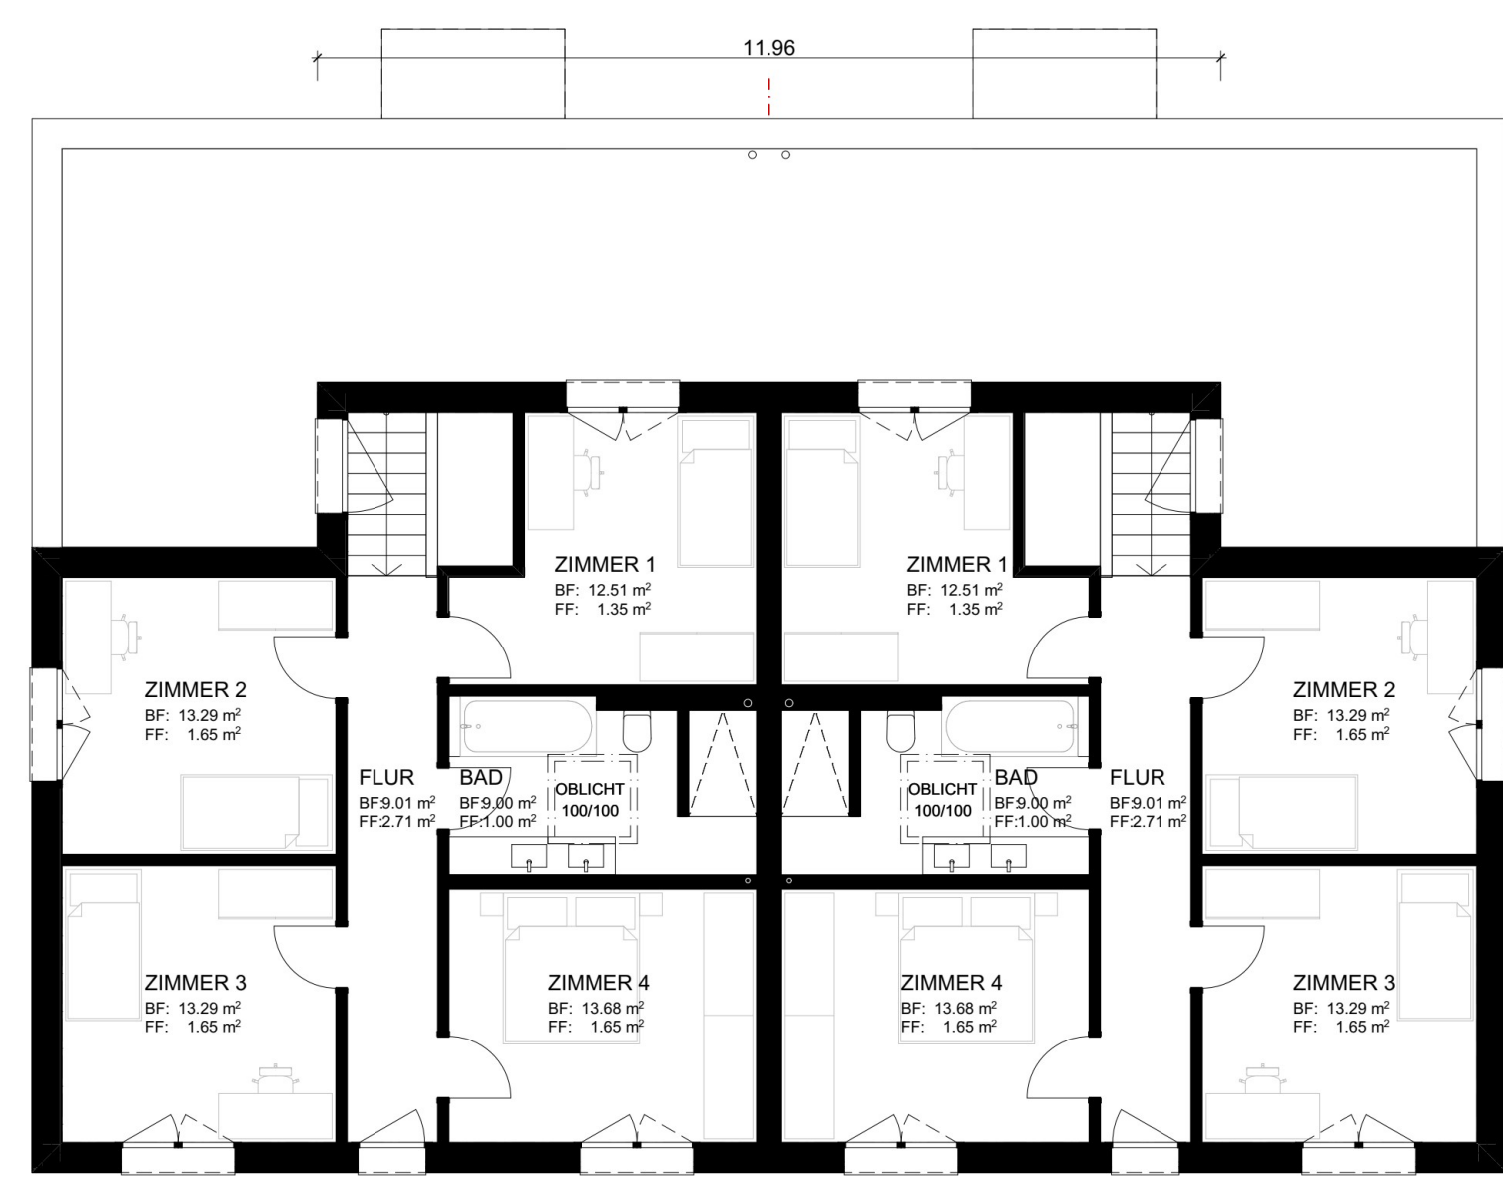 11.96
ZIMMER 1
BF: 12.51 m²
FF: 1.35 m²
ZIMMER 1
BF: 12.51 m²
FF: 1.35 m²
ZIMMER 2
BF: 13.29 m²
FF: 1.65 m²
ZIMMER 2
BF: 13.29 m²
FF: 1.65 m²
FLUR
BF:9.01 m²
FF:2.71 m²
BAD
BF:9.00 m²
FF:1.00 m²
OBLICHT
100/100
OBLICHT
100/100
BAD
BF:9.00 m²
FF:1.00 m²
FLUR
BF:9.01 m²
FF:2.71 m²
ZIMMER 3
BF: 13.29 m²
FF: 1.65 m²
ZIMMER 4
BF: 13.68 m²
FF: 1.65 m²
ZIMMER 4
BF: 13.68 m²
FF: 1.65 m²
ZIMMER 3
BF: 13.29 m²
FF: 1.65 m²